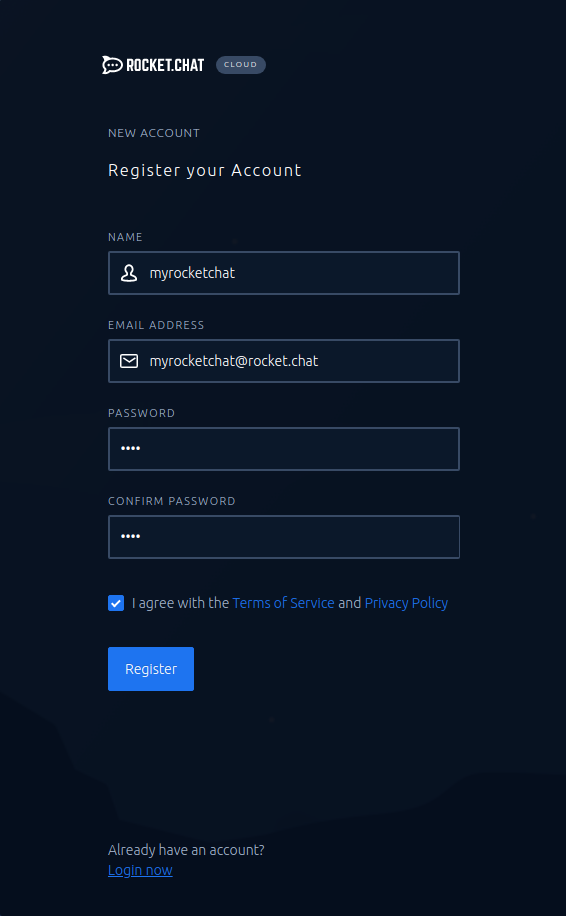 ROCKET.CHAT CLOUD
NEW ACCOUNT
Register your Account
NAME
myrocketchat
EMAIL ADDRESS
myrocketchat@rocket.chat
PASSWORD
••••
CONFIRM PASSWORD
••••
I agree with the Terms of Service and Privacy Policy
Register
Already have an account?
Login now